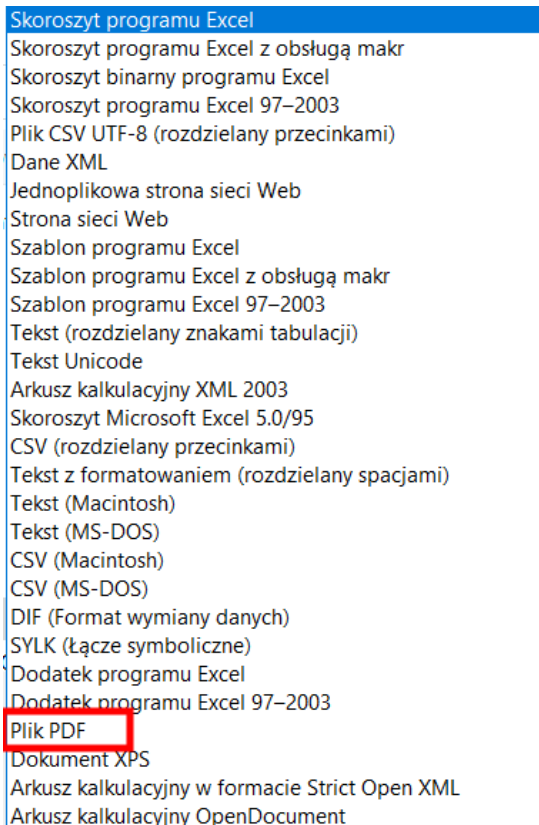 Skoroszyt programu Excel
Skoroszyt programu Excel z obsługą makr
Skoroszyt binarny programu Excel
Skoroszyt programu Excel 97–2003
Plik CSV UTF-8 (rozdzielany przecinkami)
Dane XML
Jednoplikowa strona sieci Web
Strona sieci Web
Szablon programu Excel
Szablon programu Excel z obsługą makr
Szablon programu Excel 97–2003
Tekst (rozdzielany znakami tabulacji)
Tekst Unicode
Arkusz kalkulacyjny XML 2003
Skoroszyt Microsoft Excel 5.0/95
CSV (rozdzielany przecinkami)
Tekst z formatowaniem (rozdzielany spacjami)
Tekst (Macintosh)
Tekst (MS-DOS)
CSV (Macintosh)
CSV (MS-DOS)
DIF (Format wymiany danych)
SYLK (Łącze symboliczne)
Dodatek programu Excel
Dodatek programu Excel 97–2003
Plik PDF
Dokument XPS
Arkusz kalkulacyjny w formacie Strict Open XML
Arkusz kalkulacyjny OpenDocument